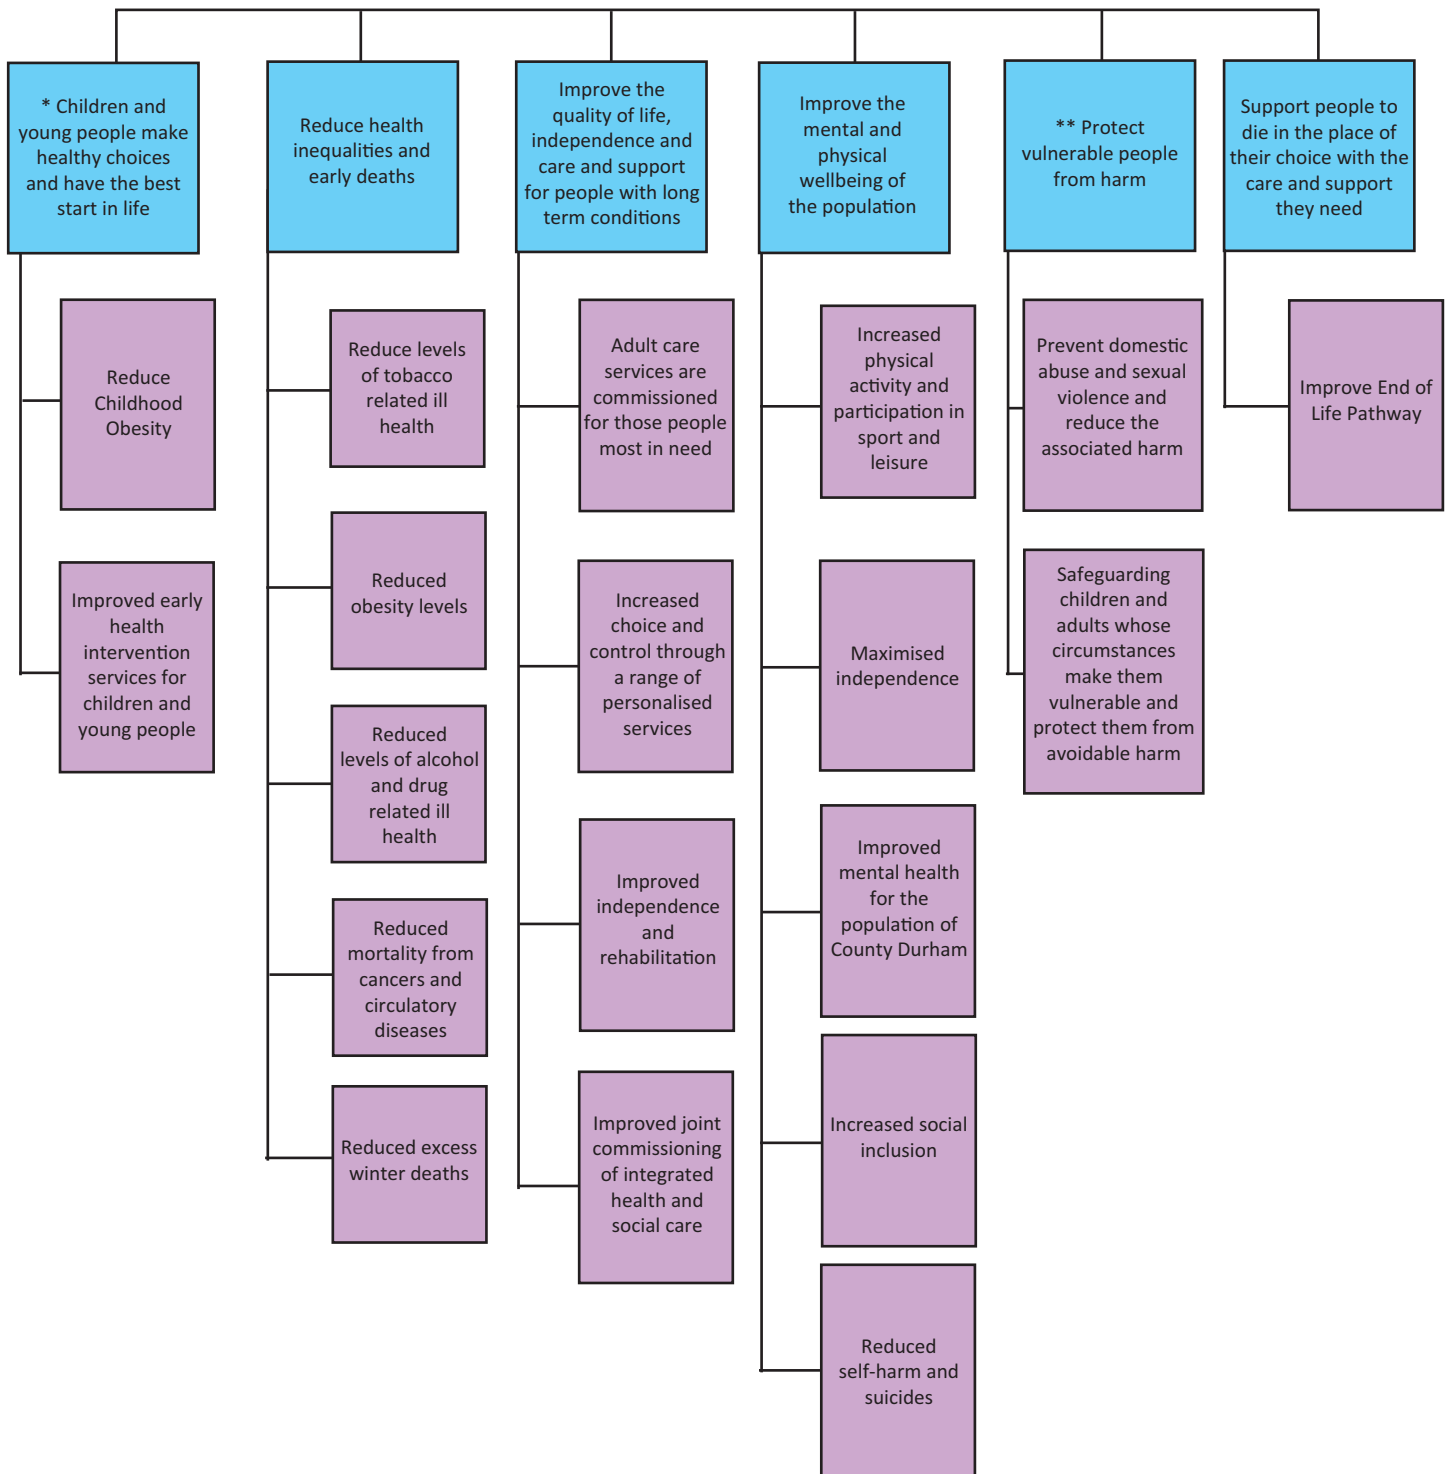 * Children and
young people make
healthy choices
and have the best
start in life
Reduce
Childhood
Obesity
Improved early
health
intervention
services for
children and
young people
Reduce health
inequalities and
early deaths
Reduce levels
of tobacco
related ill
health
Reduced
obesity levels
Reduced
levels of alcohol
and drug
related ill
health
Reduced
mortality from
cancers and
circulatory
diseases
Reduced excess
winter deaths
Improve the
quality of life,
independence and
care and support
for people with long
term conditions
Adult care
services are
commissioned
for those people
most in need
Increased
choice and
control through
a range of
personalised
services
Improved
independence
and
rehabilitation
Improved joint
commissioning
of integrated
health and
social care
Improve the
mental and
physical
wellbeing of
the population
Increased
physical
activity and
participation in
sport and
leisure
Maximised
independence
Improved
mental health
for the
population of
County Durham
Increased social
inclusion
Reduced
self-harm and
suicides
** Protect
vulnerable people
from harm
Prevent domestic
abuse and sexual
violence and
reduce the
associated harm
Safeguarding
children and
adults whose
circumstances
make them
vulnerable and
protect them from
avoidable harm
Support people to
die in the place of
their choice with the
care and support
they need
Improve End of
Life Pathway